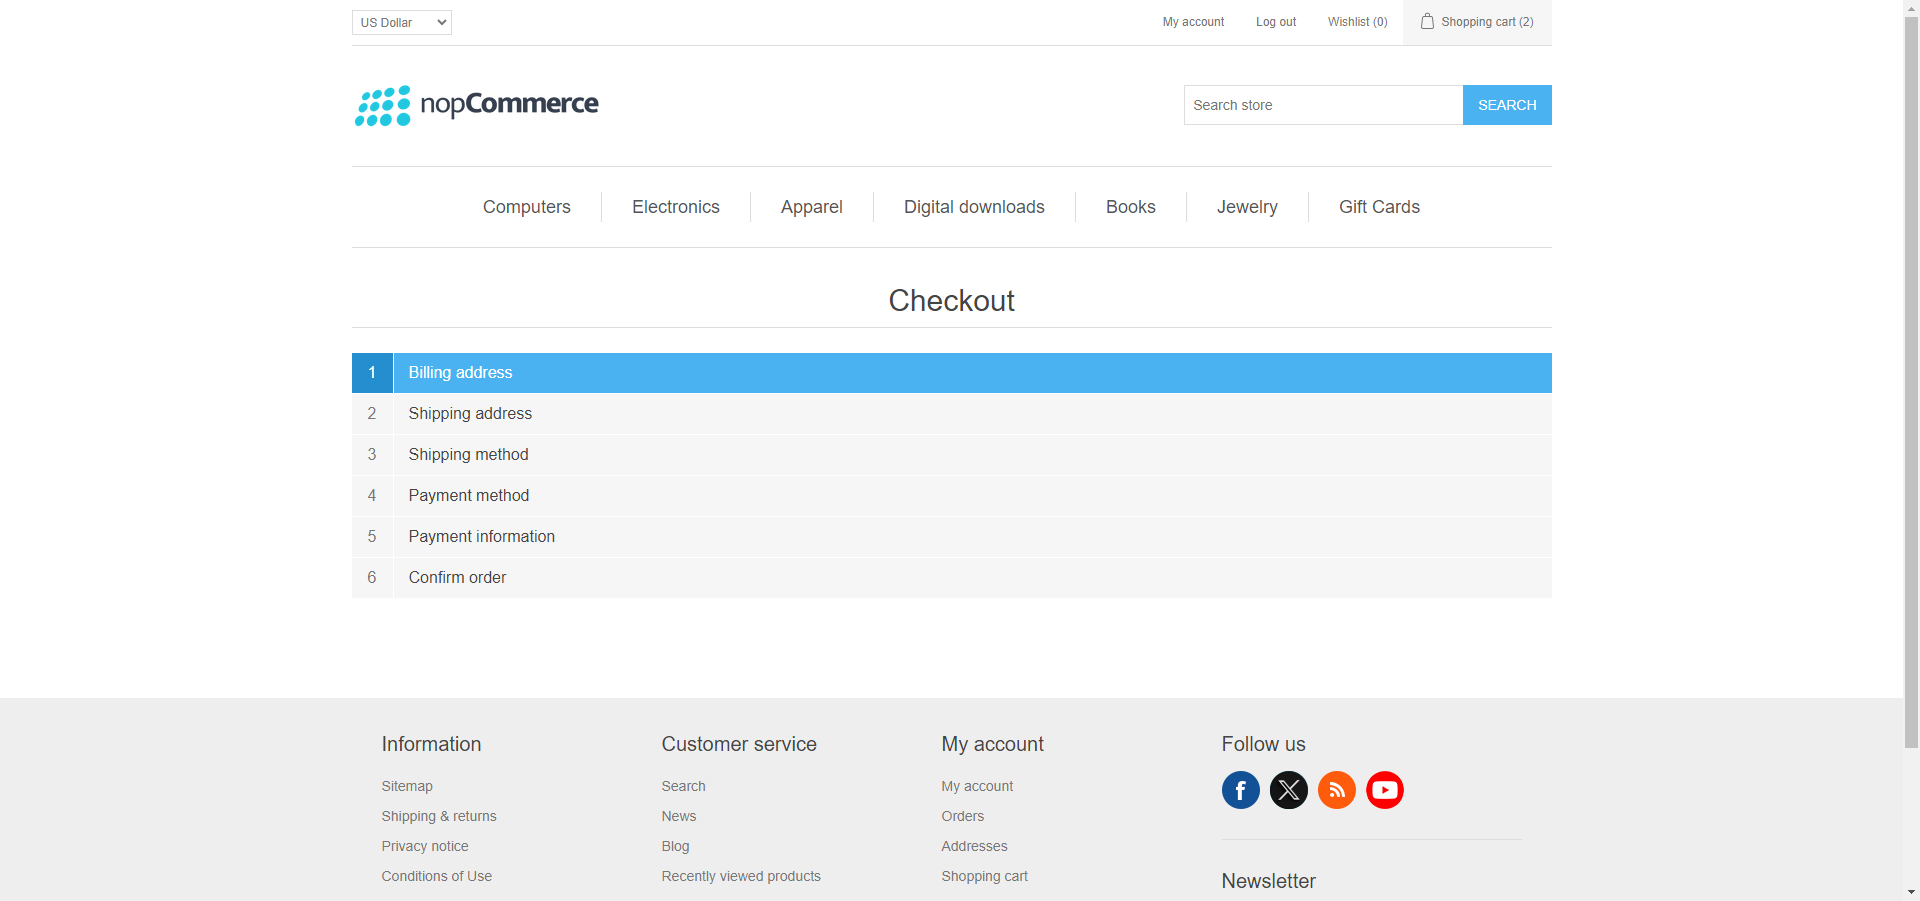 US Dollar
My account
Log out
Wishlist (0)
Shopping cart (2)
nopCommerce
Search store
SEARCH
Computers
Electronics
Apparel
Digital downloads
Books
Jewelry
Gift Cards
Checkout
1 Billing address
2 Shipping address
3 Shipping method
4 Payment method
5 Payment information
6 Confirm order
Information
Sitemap
Shipping & returns
Privacy notice
Conditions of Use
Customer service
Search
News
Blog
Recently viewed products
My account
My account
Orders
Addresses
Shopping cart
Follow us
Newsletter